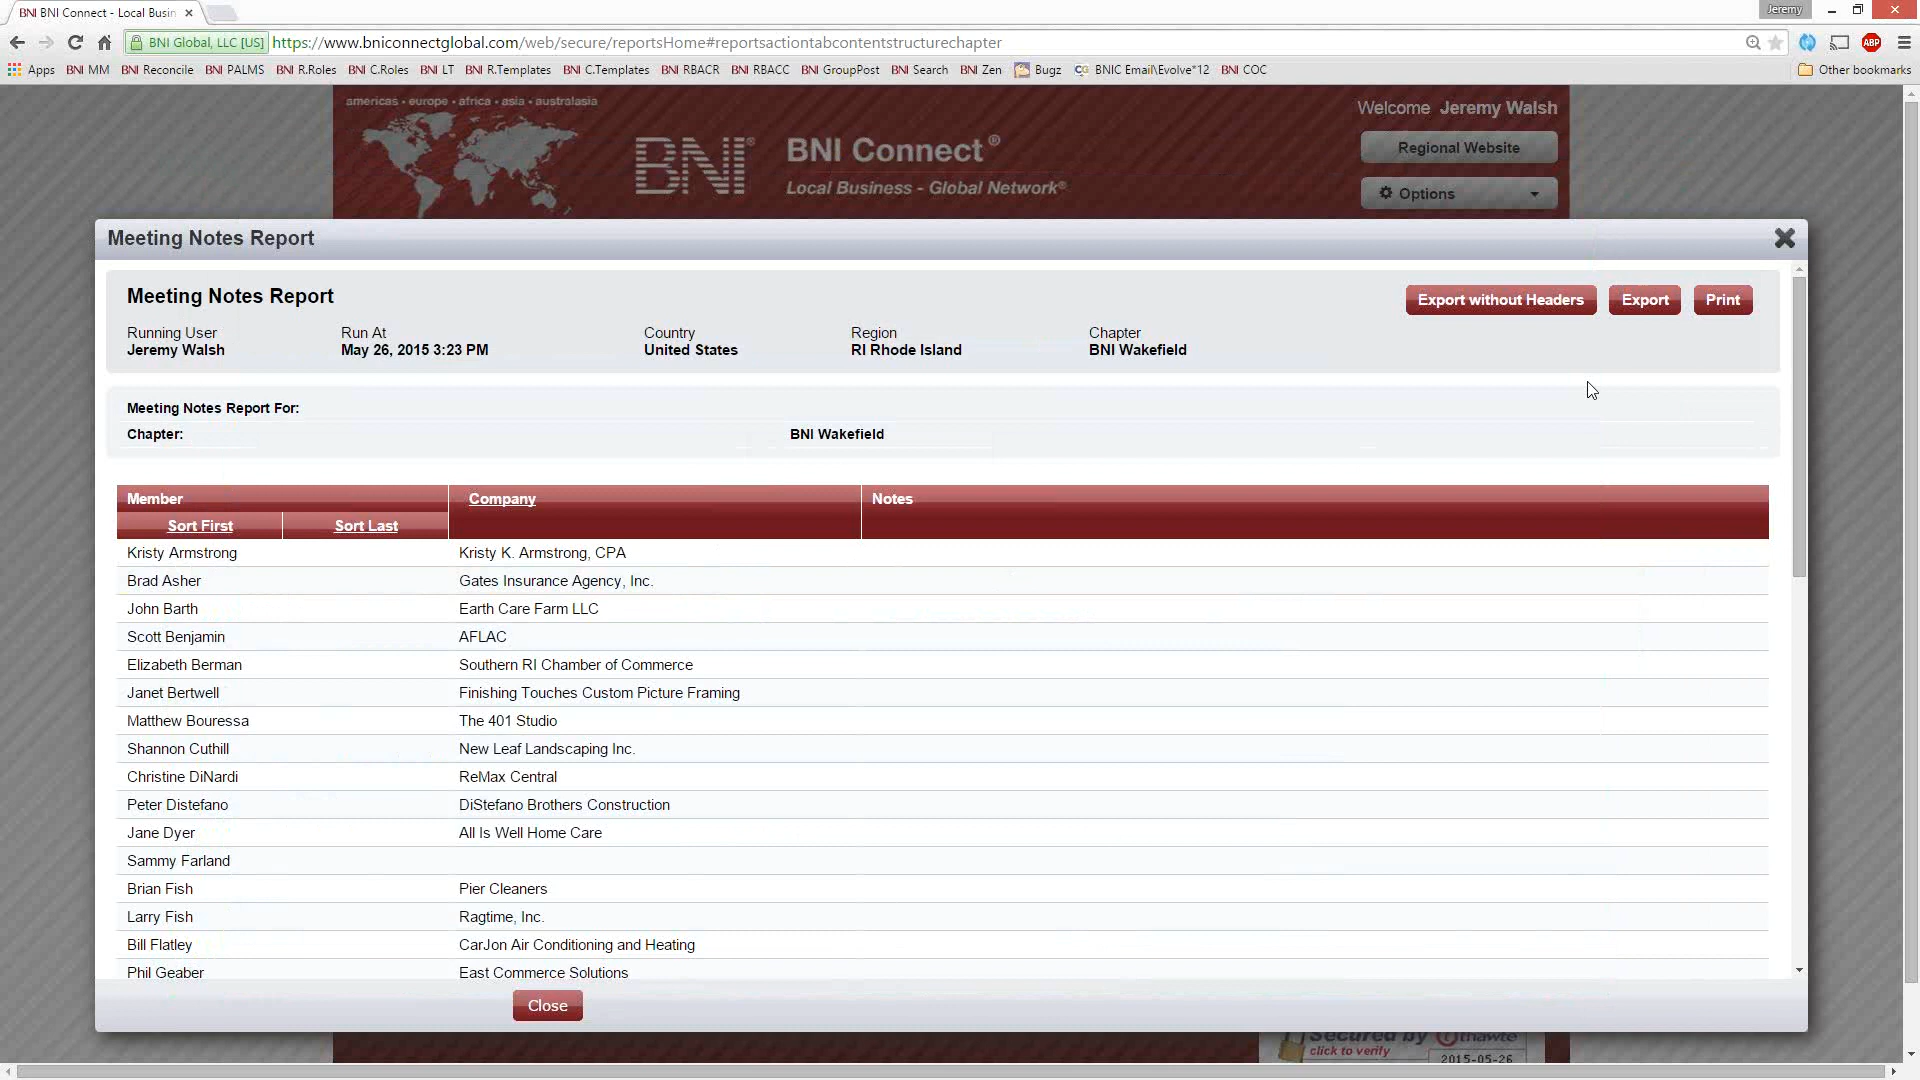 BNI BNI Connect - Local Busin
Jeremy
BNI Global, LLC [US] https://www.bniconnectglobal.com/web/secure/reportsHome#reportsactiontabcontentstructurechapter
ABP
Apps BNI MM BNI Reconcile BNI PALMS BNI R.Roles BNI C.Roles BNI LT BNI R.Templates BNI C.Templates BNI RBACR BNI RBACC BNI GroupPost BNI Search BNI Zen Bugz CG BNIC Email\Evolve*12 BNI COC Other bookmarks
americas • europe • africa • asia • australasia
BNI®
BNI Connect®
Local Business - Global Network®
Welcome Jeremy Walsh
Regional Website
Options
Meeting Notes Report
Meeting Notes Report
Export without Headers Export Print
Running User Run At Country Region Chapter
Jeremy Walsh May 26, 2015 3:23 PM United States RI Rhode Island BNI Wakefield
Meeting Notes Report For:
Chapter: BNI Wakefield
Member Company Notes
Sort First Sort Last
Kristy Armstrong Kristy K. Armstrong, CPA
Brad Asher Gates Insurance Agency, Inc.
John Barth Earth Care Farm LLC
Scott Benjamin AFLAC
Elizabeth Berman Southern RI Chamber of Commerce
Janet Bertwell Finishing Touches Custom Picture Framing
Matthew Bouressa The 401 Studio
Shannon Cuthill New Leaf Landscaping Inc.
Christine DiNardi ReMax Central
Peter Distefano DiStefano Brothers Construction
Jane Dyer All Is Well Home Care
Sammy Farland
Brian Fish Pier Cleaners
Larry Fish Ragtime, Inc.
Bill Flatley CarJon Air Conditioning and Heating
Phil Geaber East Commerce Solutions
Close
Secured by thawte
click to verify
2015-05-26